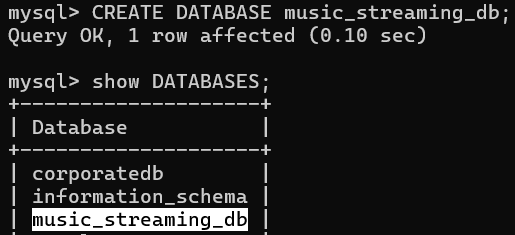 mysql> CREATE DATABASE music_streaming_db;
Query OK, 1 row affected (0.10 sec)
mysql> show DATABASES;
+--------------------+
| Database           |
+--------------------+
| corporatedb        |
| information_schema |
| music_streaming_db |